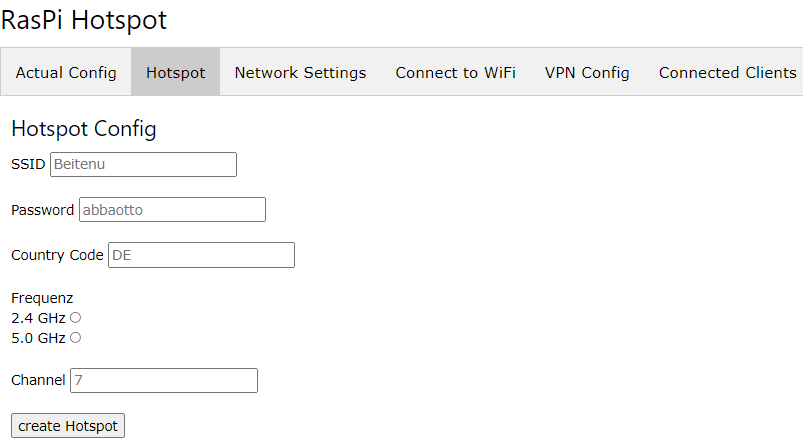 RasPi Hotspot
Actual Config Hotspot Network Settings Connect to WiFi VPN Config Connected Clients
Hotspot Config
SSID Beitenu
Password abbaotto
Country Code DE
Frequenz
2.4 GHz
5.0 GHz
Channel 7
create Hotspot